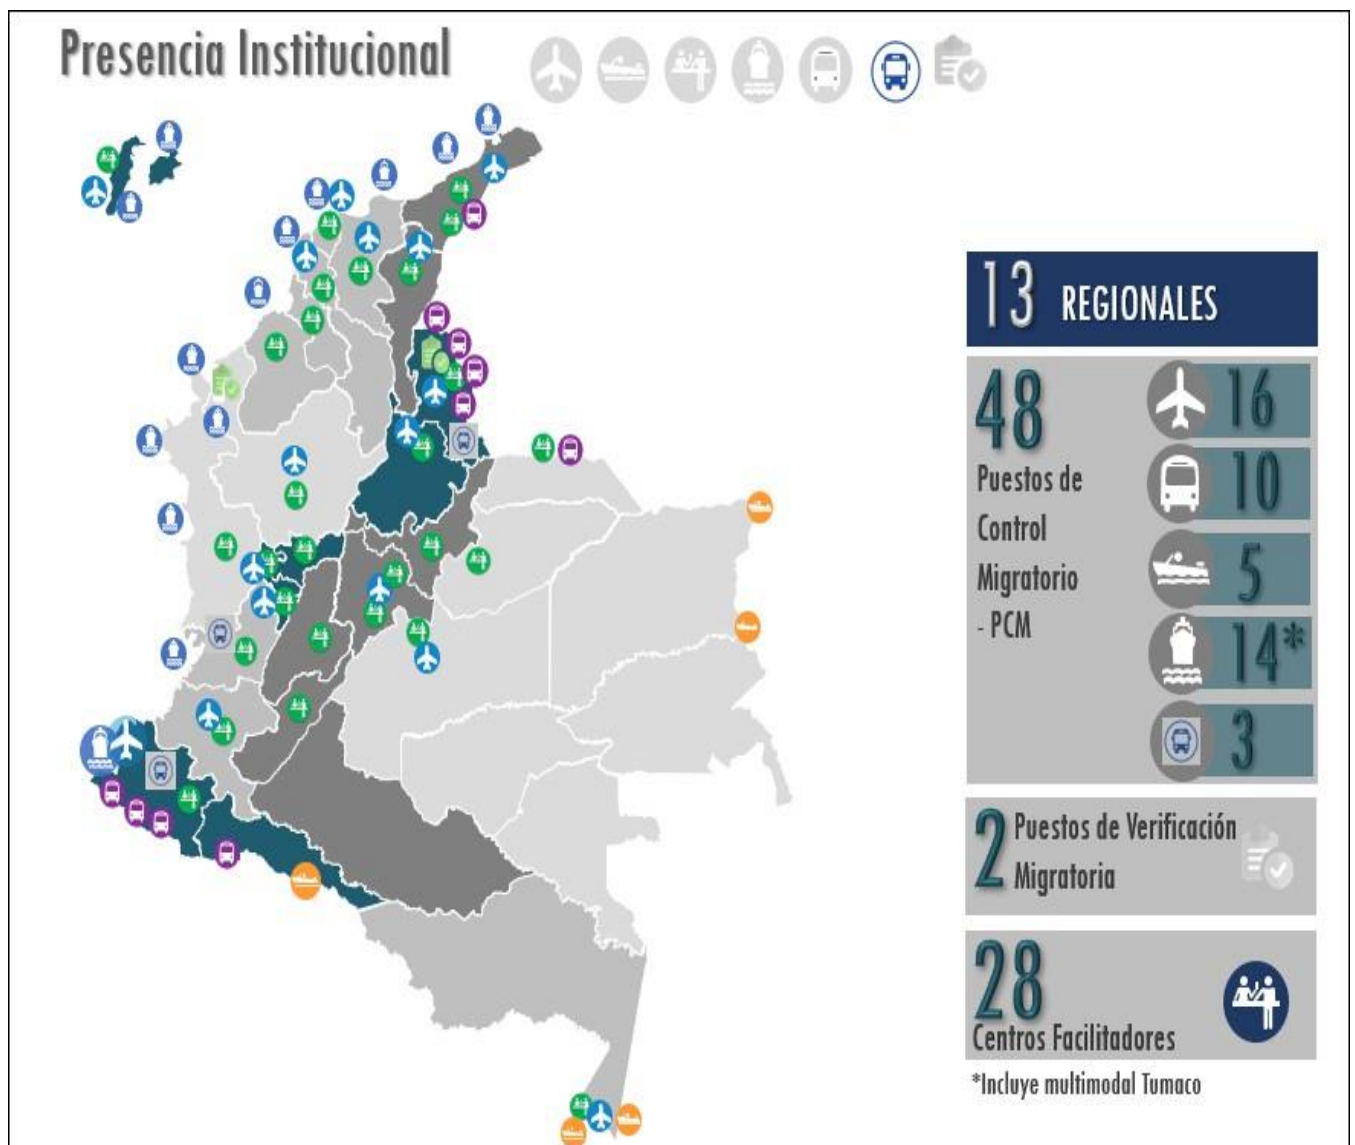 Presencia Institucional
13 REGIONALES
48
Puestos de
Control
Migratorio
- PCM
16
10
5
14*
3
2 Puestos de Verificación
Migratoria
28
Centros Facilitadores
*Incluye multimodal Tumaco